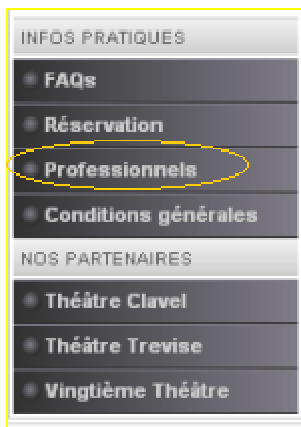 INFOS PRATIQUES
FAQs
Réservation
Professionnels
Conditions générales
NOS PARTENAIRES
Théâtre Clavel
Théâtre Trevise
Vingtième Théâtre